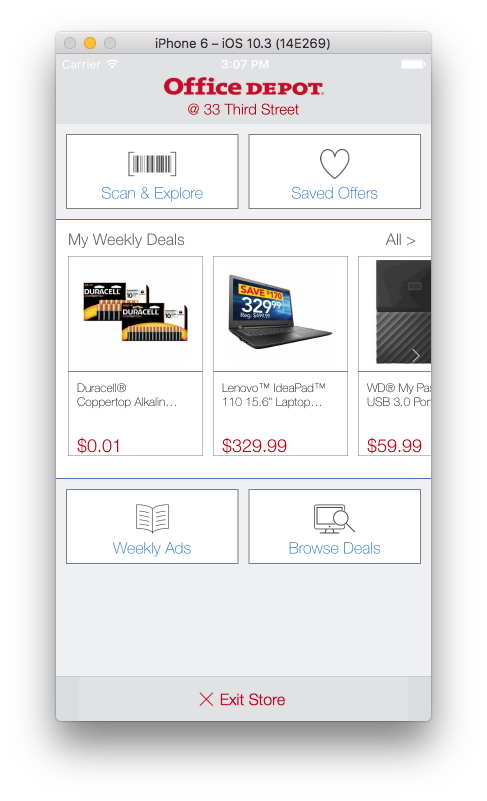 iPhone 6 – iOS 10.3 (14E269)
Carrier 3:07 PM
Office DEPOT.
@ 33 Third Street
Scan & Explore
Saved Offers
My Weekly Deals
All >
DURACELL
DURACELL
SAVE $170
329.99
Reg. $499.99
WD
Duracell®
Coppertop Alkalin…
$0.01
Lenovo™ IdeaPad™
110 15.6" Laptop…
$329.99
WD® My Pas
USB 3.0 Por
$59.99
Weekly Ads
Browse Deals
Exit Store